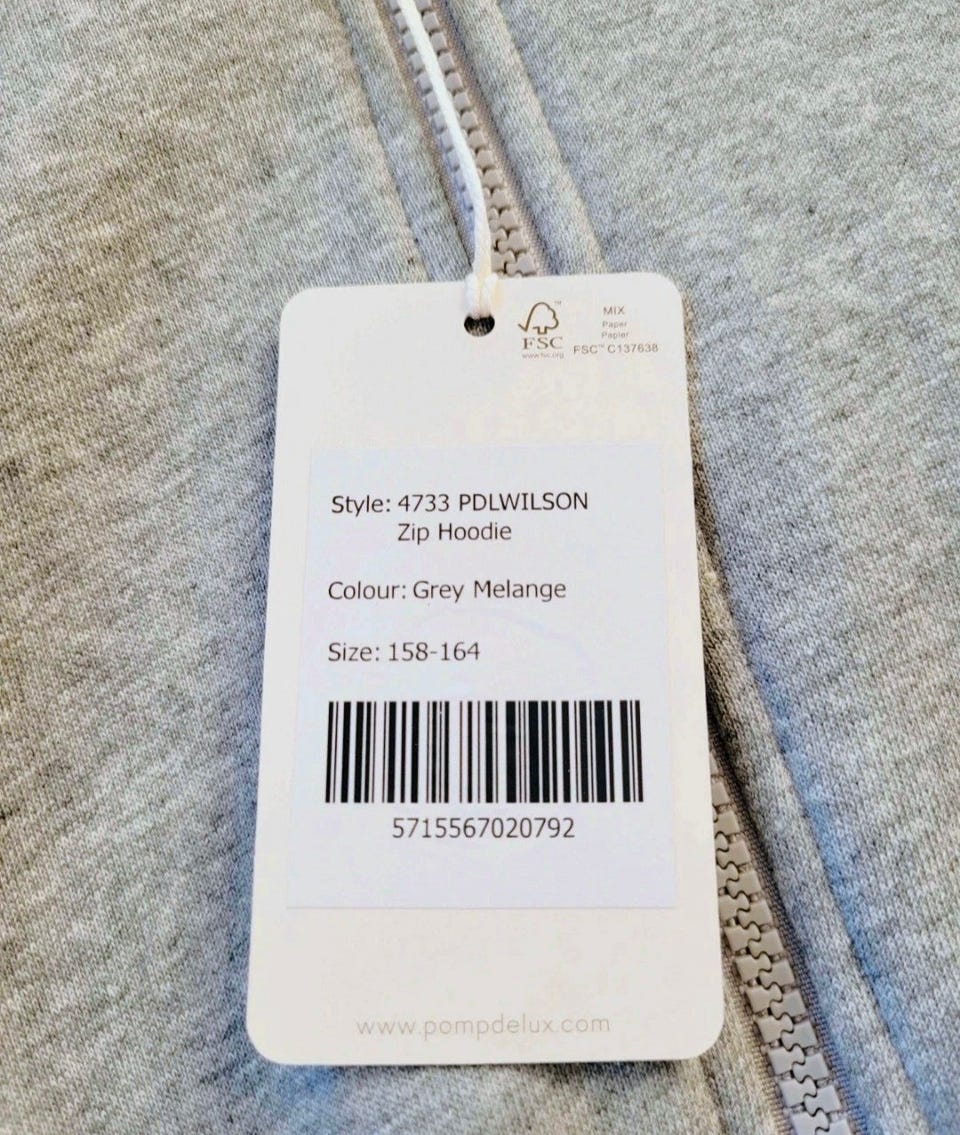 FSC™
www.fsc.org
MIX
Paper
Papier
FSC™ C137638
Style: 4733 PDLWILSON
Zip Hoodie
Colour: Grey Melange
Size: 158-164
5715567020792
www.pompdelux.com